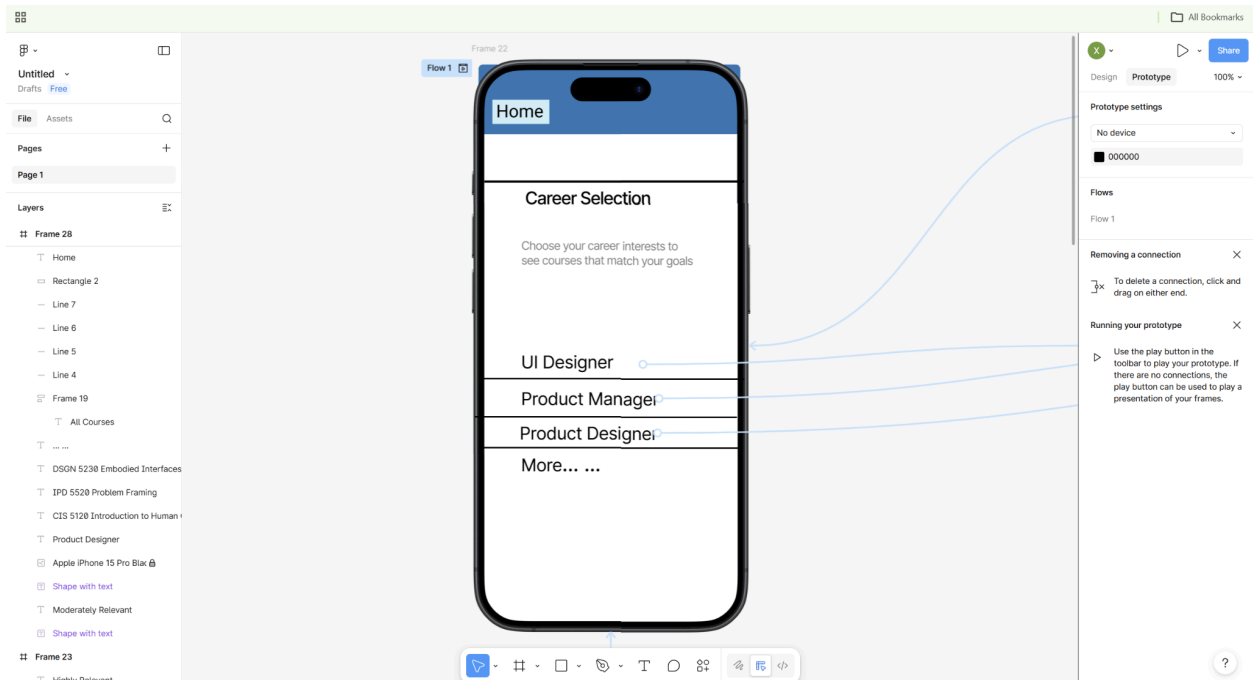 All Bookmarks
Untitled
Drafts Free
File Assets
Pages
Page 1
Layers
Frame 28
Home
Rectangle 2
Line 7
Line 6
Line 5
Line 4
Frame 19
All Courses
... ...
DSGN 5230 Embodied Interfaces
IPD 5520 Problem Framing
CIS 5120 Introduction to Human
Product Designer
Apple iPhone 15 Pro Blac
Shape with text
Moderately Relevant
Shape with text
Frame 23
Highly Relevant
Frame 22
Flow 1
Home
Career Selection
Choose your career interests to
see courses that match your goals
UI Designer
Product Manager
Product Designer
More... ...
X
Share
Design Prototype 100%
Prototype settings
No device
000000
Flows
Flow 1
Removing a connection
To delete a connection, click and
drag on either end.
Running your prototype
Use the play button in the
toolbar to play your prototype. If
there are no connections, the
play button can be used to play a
presentation of your frames.
?